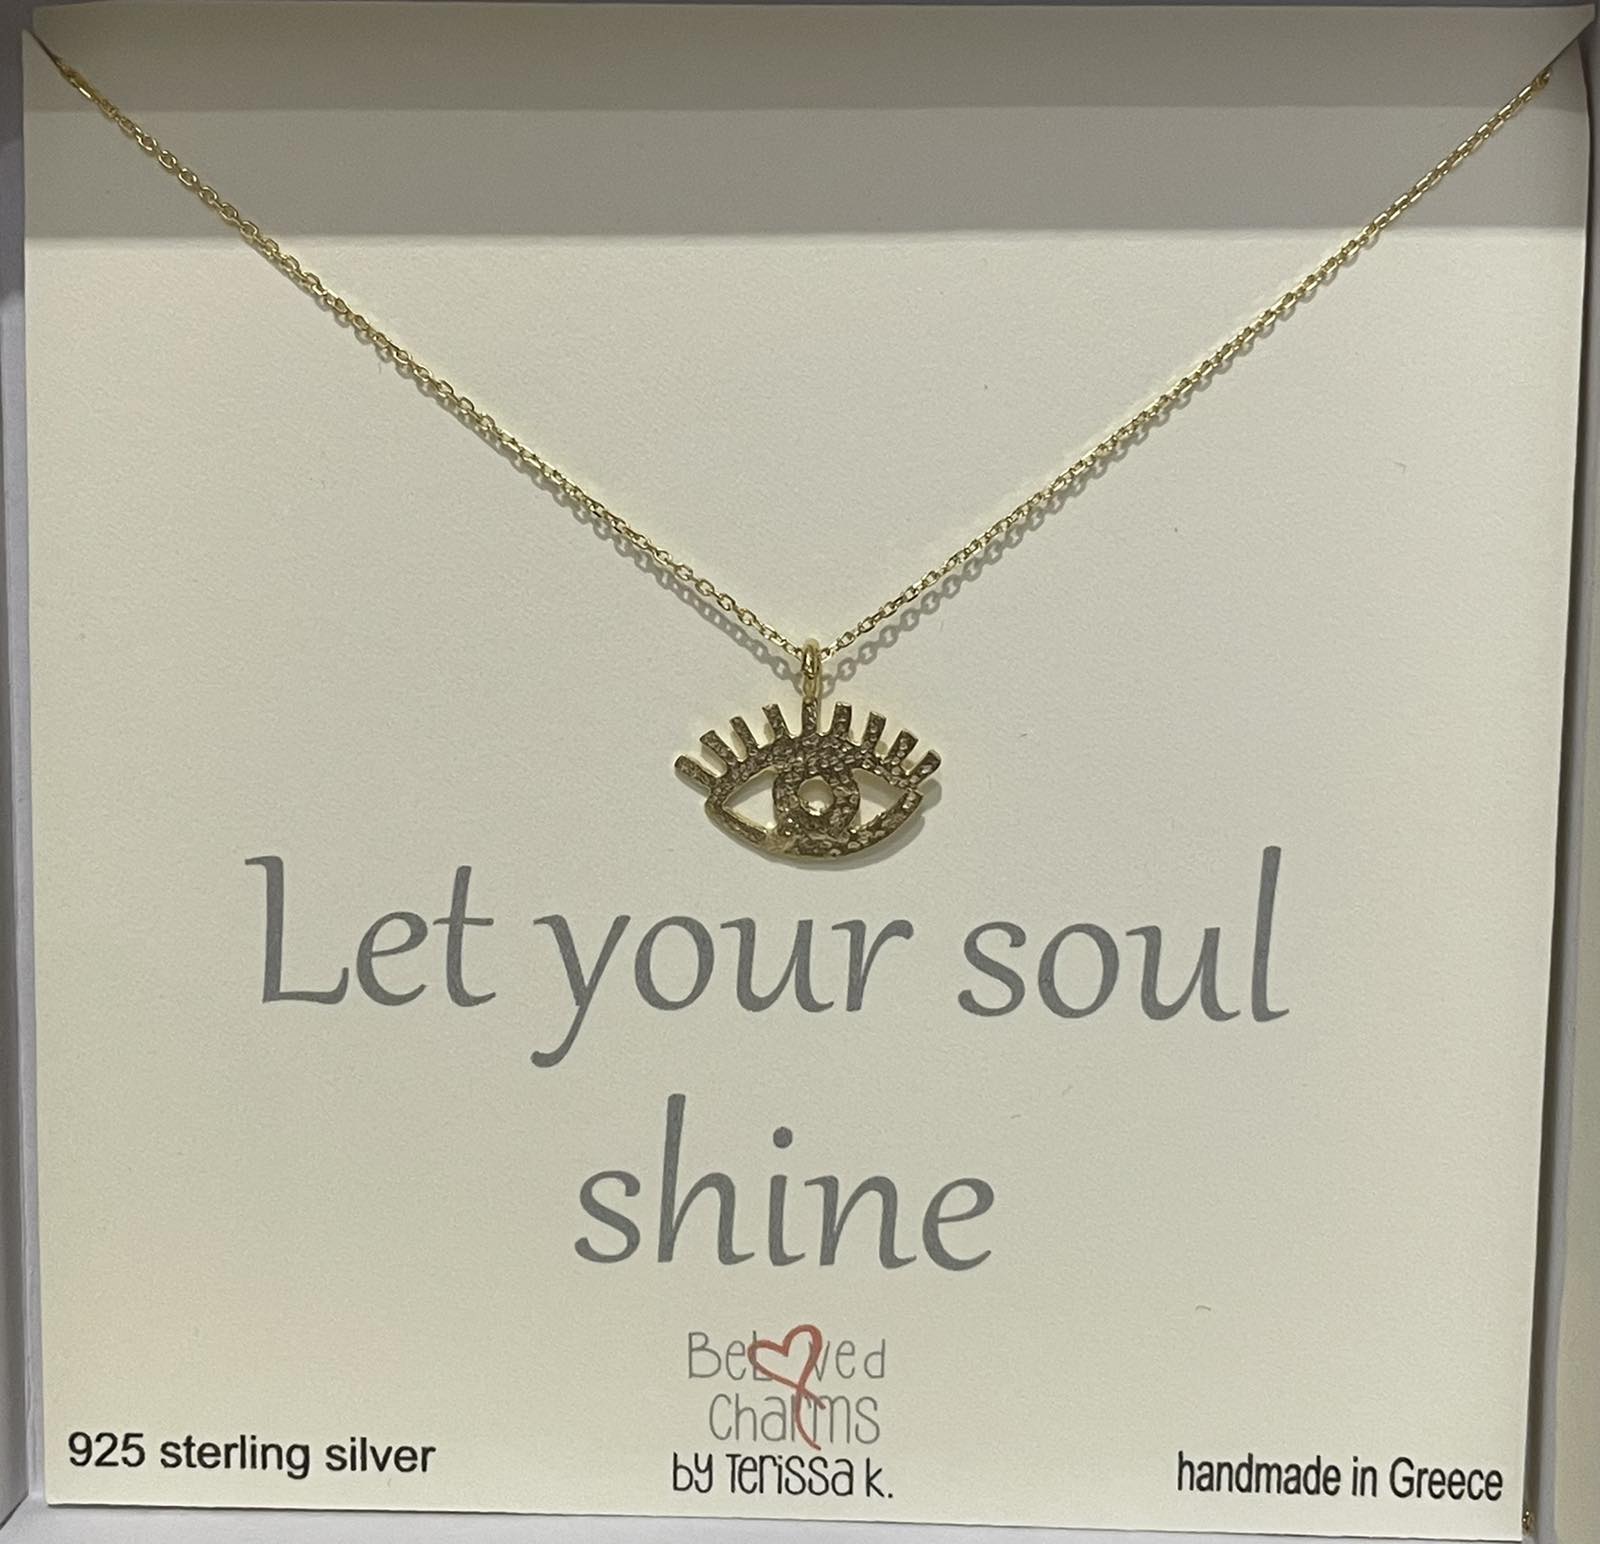 Let your soul
shine
Beloved
Charms
by Terissa k.
925 sterling silver
handmade in Greece